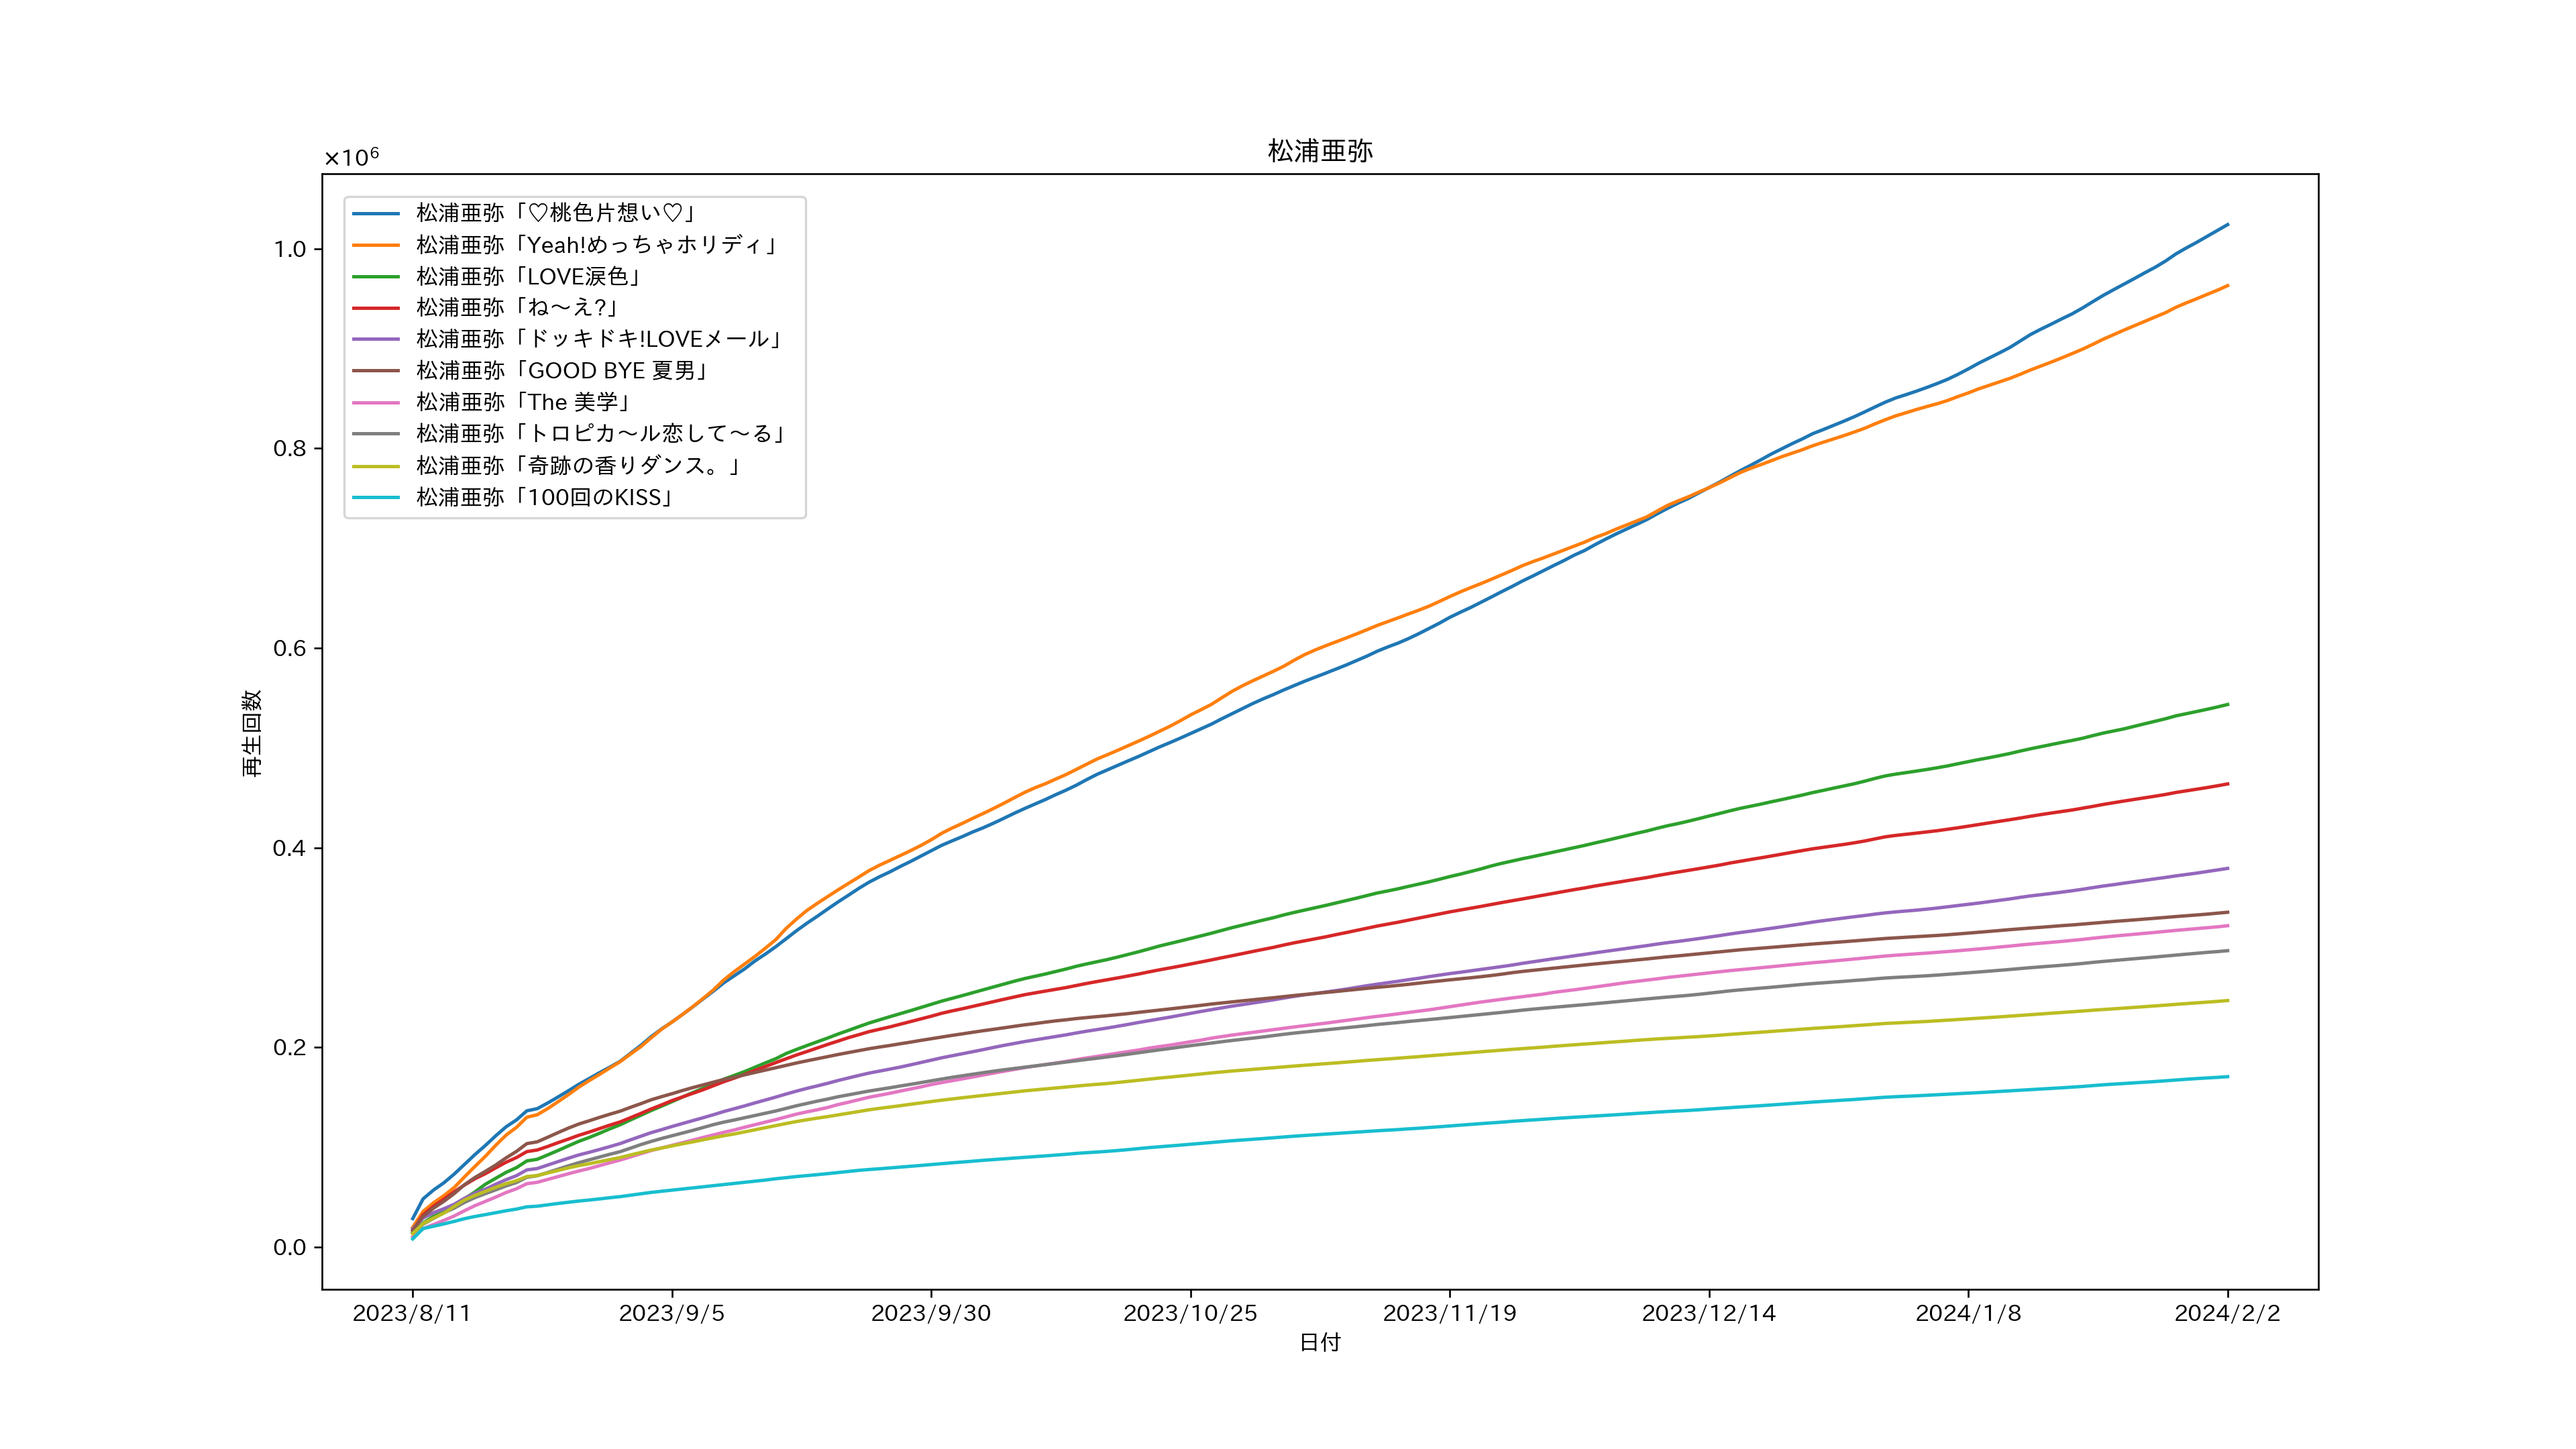 松浦亜弥
×10⁶
松浦亜弥「♡桃色片想い♡」
松浦亜弥「Yeah!めっちゃホリディ」
松浦亜弥「LOVE涙色」
松浦亜弥「ね〜え?」
松浦亜弥「ドッキドキ!LOVEメール」
松浦亜弥「GOOD BYE 夏男」
松浦亜弥「The 美学」
松浦亜弥「トロピカ〜ル恋して〜る」
松浦亜弥「奇跡の香りダンス。」
松浦亜弥「100回のKISS」
1.0
0.8
0.6
0.4
0.2
0.0
再生回数
2023/8/11 2023/9/5 2023/9/30 2023/10/25 2023/11/19 2023/12/14 2024/1/8 2024/2/2
日付